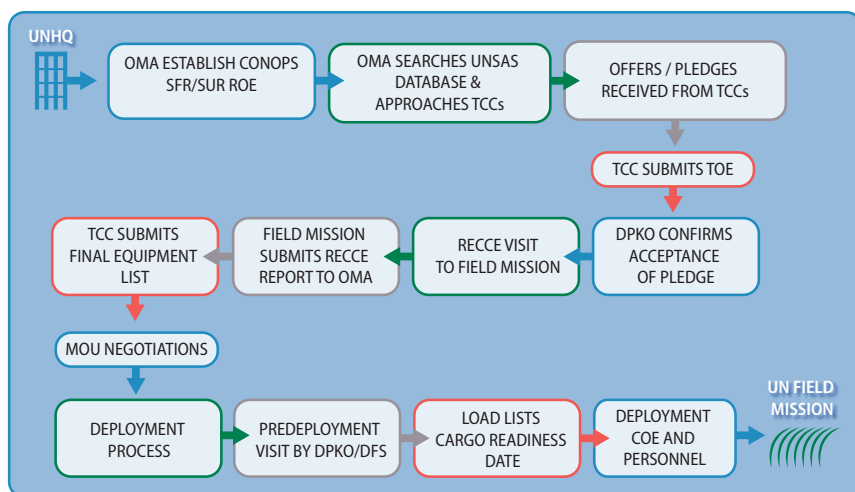 UNHQ
OMA ESTABLISH CONOPS
SFR/SUR ROE
OMA SEARCHES UNSAS
DATABASE &
APPROACHES TCCs
OFFERS / PLEDGES
RECEIVED FROM TCCs
TCC SUBMITS TOE
DPKO CONFIRMS
ACCEPTANCE
OF PLEDGE
RECCE VISIT
TO FIELD MISSION
FIELD MISSION
SUBMITS RECCE
REPORT TO OMA
TCC SUBMITS
FINAL EQUIPMENT
LIST
MOU NEGOTIATIONS
DEPLOYMENT
PROCESS
PREDEPLOYMENT
VISIT BY DPKO/DFS
LOAD LISTS
CARGO READINESS
DATE
DEPLOYMENT
COE AND
PERSONNEL
UN FIELD
MISSION